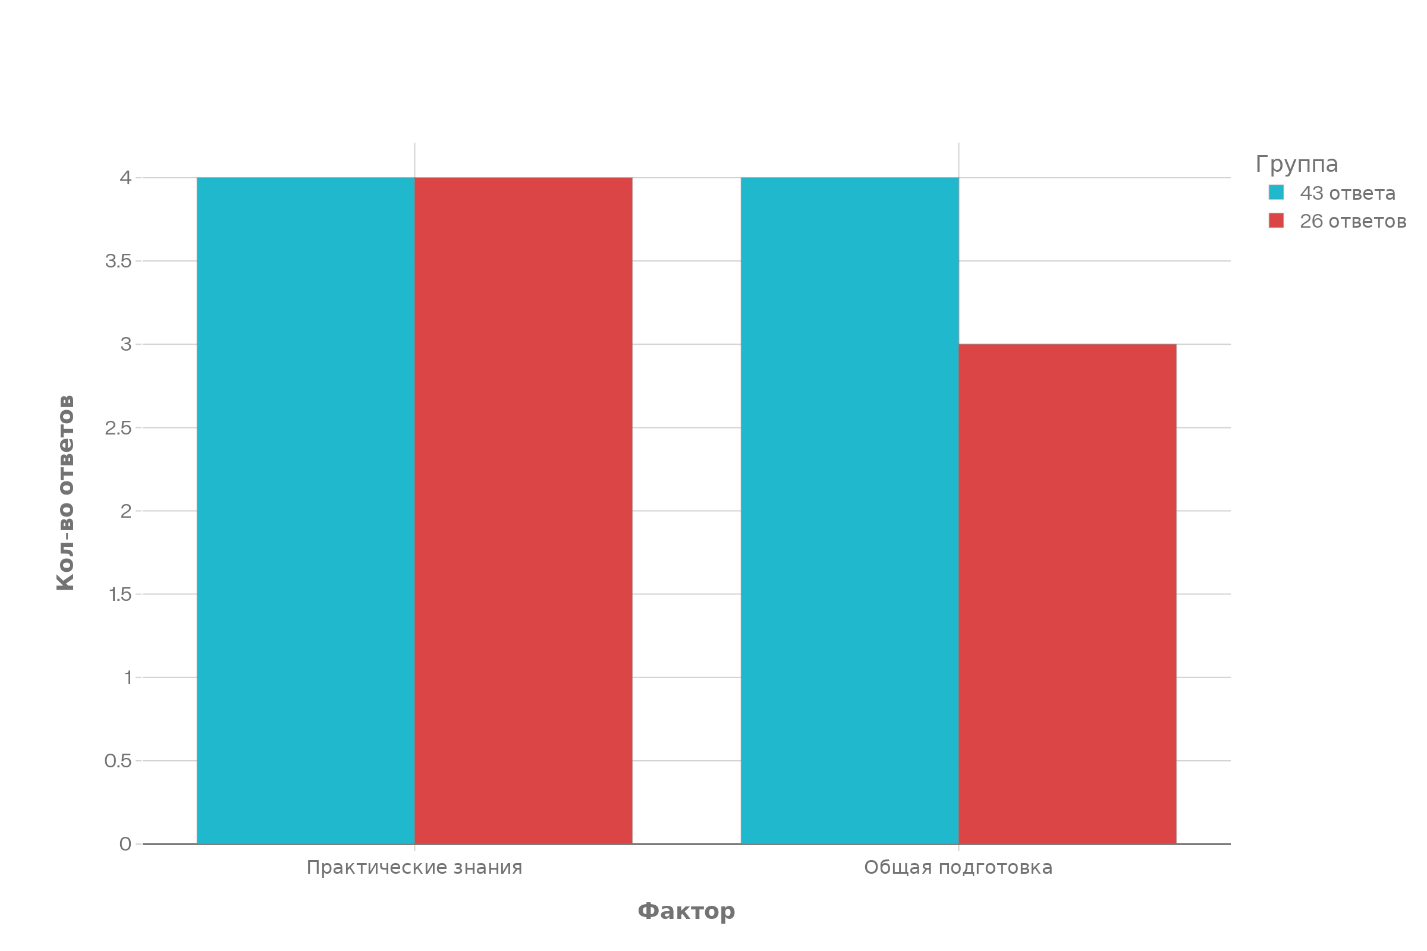 Группа
43 ответа
26 ответов
Кол-во ответов
4
3.5
3
2.5
2
1.5
1
0.5
0
Практические знания
Общая подготовка
Фактор